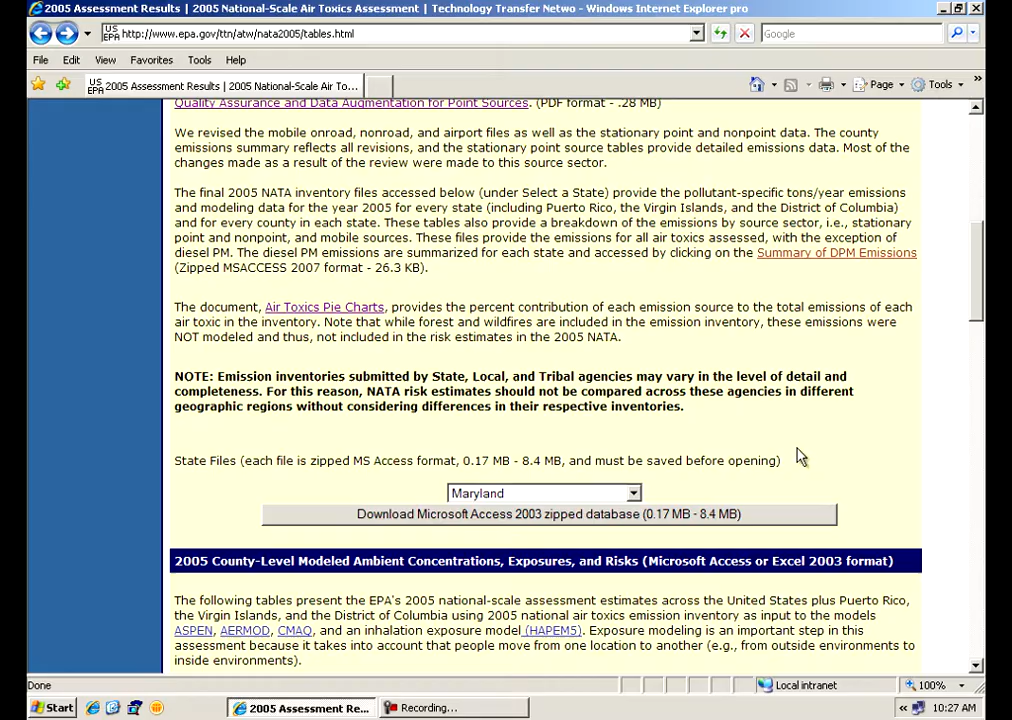 2005 Assessment Results | 2005 National-Scale Air Toxics Assessment | Technology Transfer Netwo - Windows Internet Explorer pro
US EPA http://www.epa.gov/ttn/atw/nata2005/tables.html
Google
File Edit View Favorites Tools Help
US EPA 2005 Assessment Results | 2005 National-Scale Air To...
Page Tools
Quality Assurance and Data Augmentation for Point Sources. (PDF format - .28 MB)
We revised the mobile onroad, nonroad, and airport files as well as the stationary point and nonpoint data. The county
emissions summary reflects all revisions, and the stationary point source tables provide detailed emissions data. Most of the
changes made as a result of the review were made to this source sector.
The final 2005 NATA inventory files accessed below (under Select a State) provide the pollutant-specific tons/year emissions
and modeling data for the year 2005 for every state (including Puerto Rico, the Virgin Islands, and the District of Columbia)
and for every county in each state. These tables also provide a breakdown of the emissions by source sector, i.e., stationary
point and nonpoint, and mobile sources. These files provide the emissions for all air toxics assessed, with the exception of
diesel PM. The diesel PM emissions are summarized for each state and accessed by clicking on the Summary of DPM Emissions
(Zipped MSACCESS 2007 format - 26.3 KB).
The document, Air Toxics Pie Charts, provides the percent contribution of each emission source to the total emissions of each
air toxic in the inventory. Note that while forest and wildfires are included in the emission inventory, these emissions were
NOT modeled and thus, not included in the risk estimates in the 2005 NATA.
NOTE: Emission inventories submitted by State, Local, and Tribal agencies may vary in the level of detail and
completeness. For this reason, NATA risk estimates should not be compared across these agencies in different
geographic regions without considering differences in their respective inventories.
State Files (each file is zipped MS Access format, 0.17 MB - 8.4 MB, and must be saved before opening)
Maryland
Download Microsoft Access 2003 zipped database (0.17 MB - 8.4 MB)
2005 County-Level Modeled Ambient Concentrations, Exposures, and Risks (Microsoft Access or Excel 2003 format)
The following tables present the EPA's 2005 national-scale assessment estimates across the United States plus Puerto Rico,
the Virgin Islands, and the District of Columbia using 2005 national air toxics emission inventory as input to the models
ASPEN, AERMOD, CMAQ, and an inhalation exposure model (HAPEM5). Exposure modeling is an important step in this
assessment because it takes into account that people move from one location to another (e.g., from outside environments to
inside environments).
Done
Local intranet
100%
Start
2005 Assessment Re...
Recording...
10:27 AM